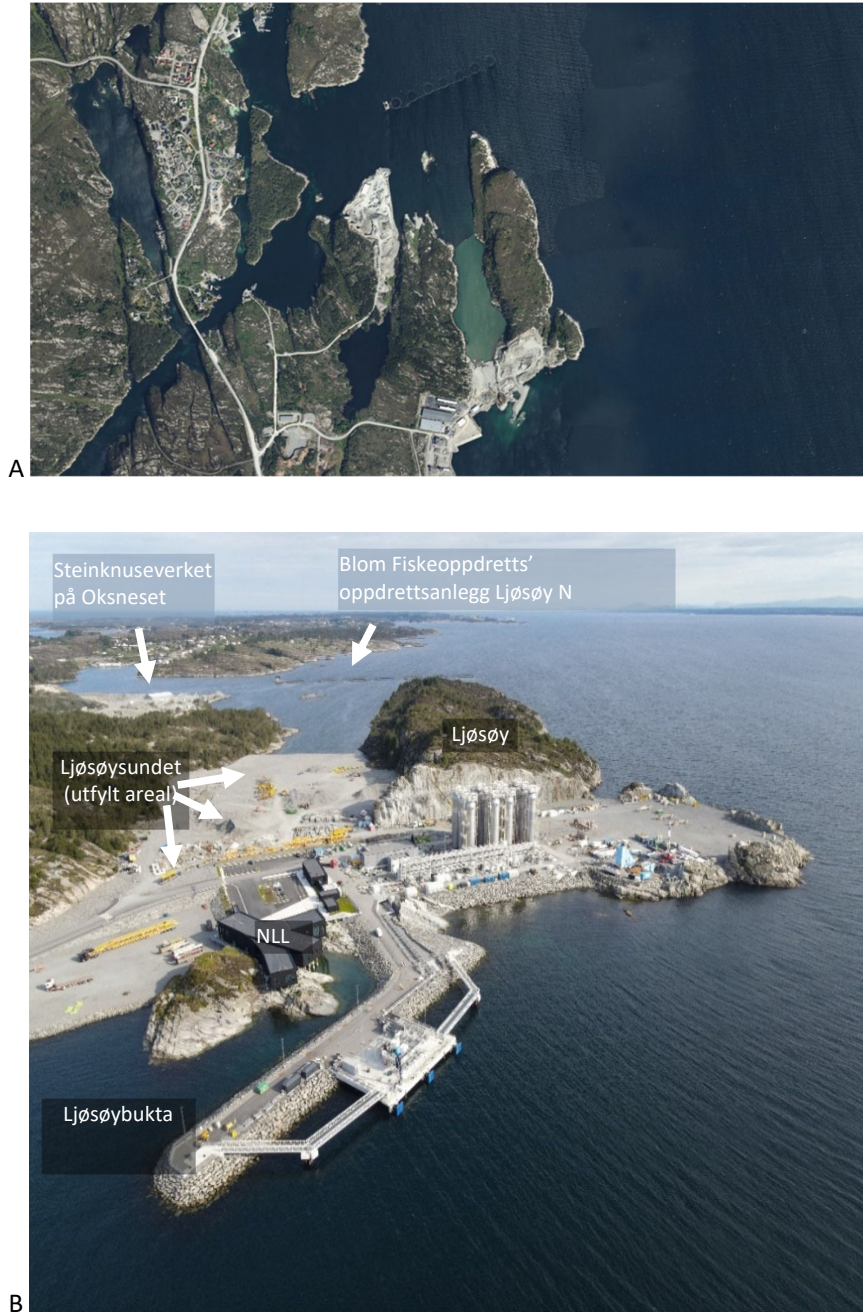 A
Steinknuseverket
på Oksneset
Blom Fiskeoppdretts’
oppdrettsanlegg Ljøsøy N
Ljøsøy
Ljøsøysundet
(utfylt areal)
NLL
Ljøsøybukta
B